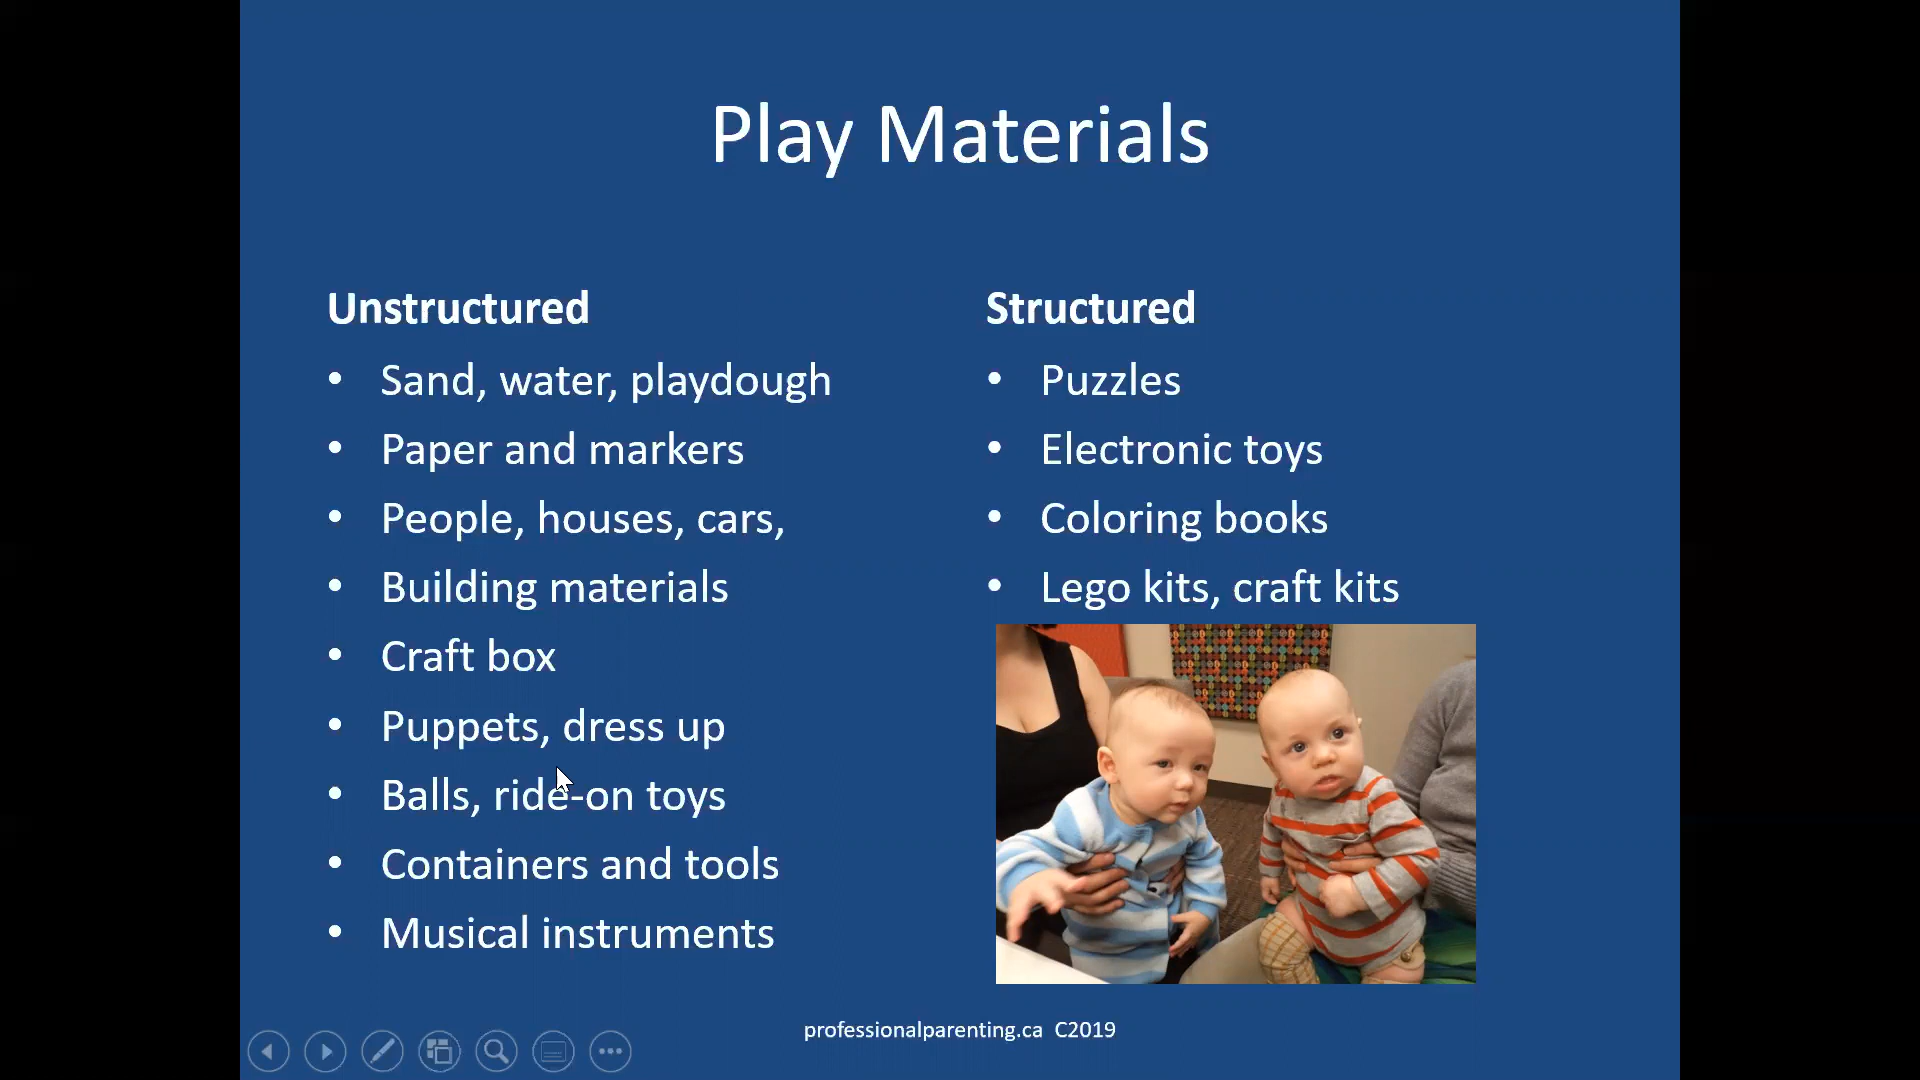 Play Materials
Unstructured
• Sand, water, playdough
• Paper and markers
• People, houses, cars,
• Building materials
• Craft box
• Puppets, dress up
• Balls, ride-on toys
• Containers and tools
• Musical instruments
Structured
• Puzzles
• Electronic toys
• Coloring books
• Lego kits, craft kits
professionalparenting.ca C2019